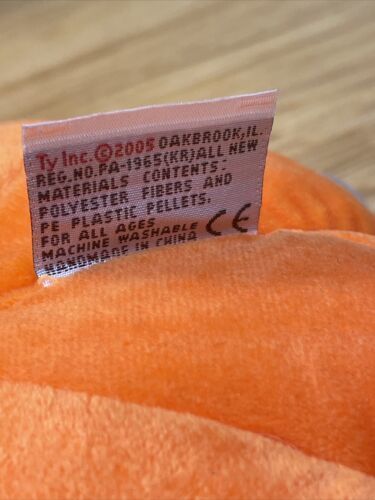 Ty Inc.©2005 OAKBROOK,IL.
REG.NO.PA-1965(KR)ALL NEW
MATERIALS CONTENTS:
POLYESTER FIBERS AND
PE PLASTIC PELLETS.
FOR ALL AGES CE
MACHINE WASHABLE
HANDMADE IN CHINA